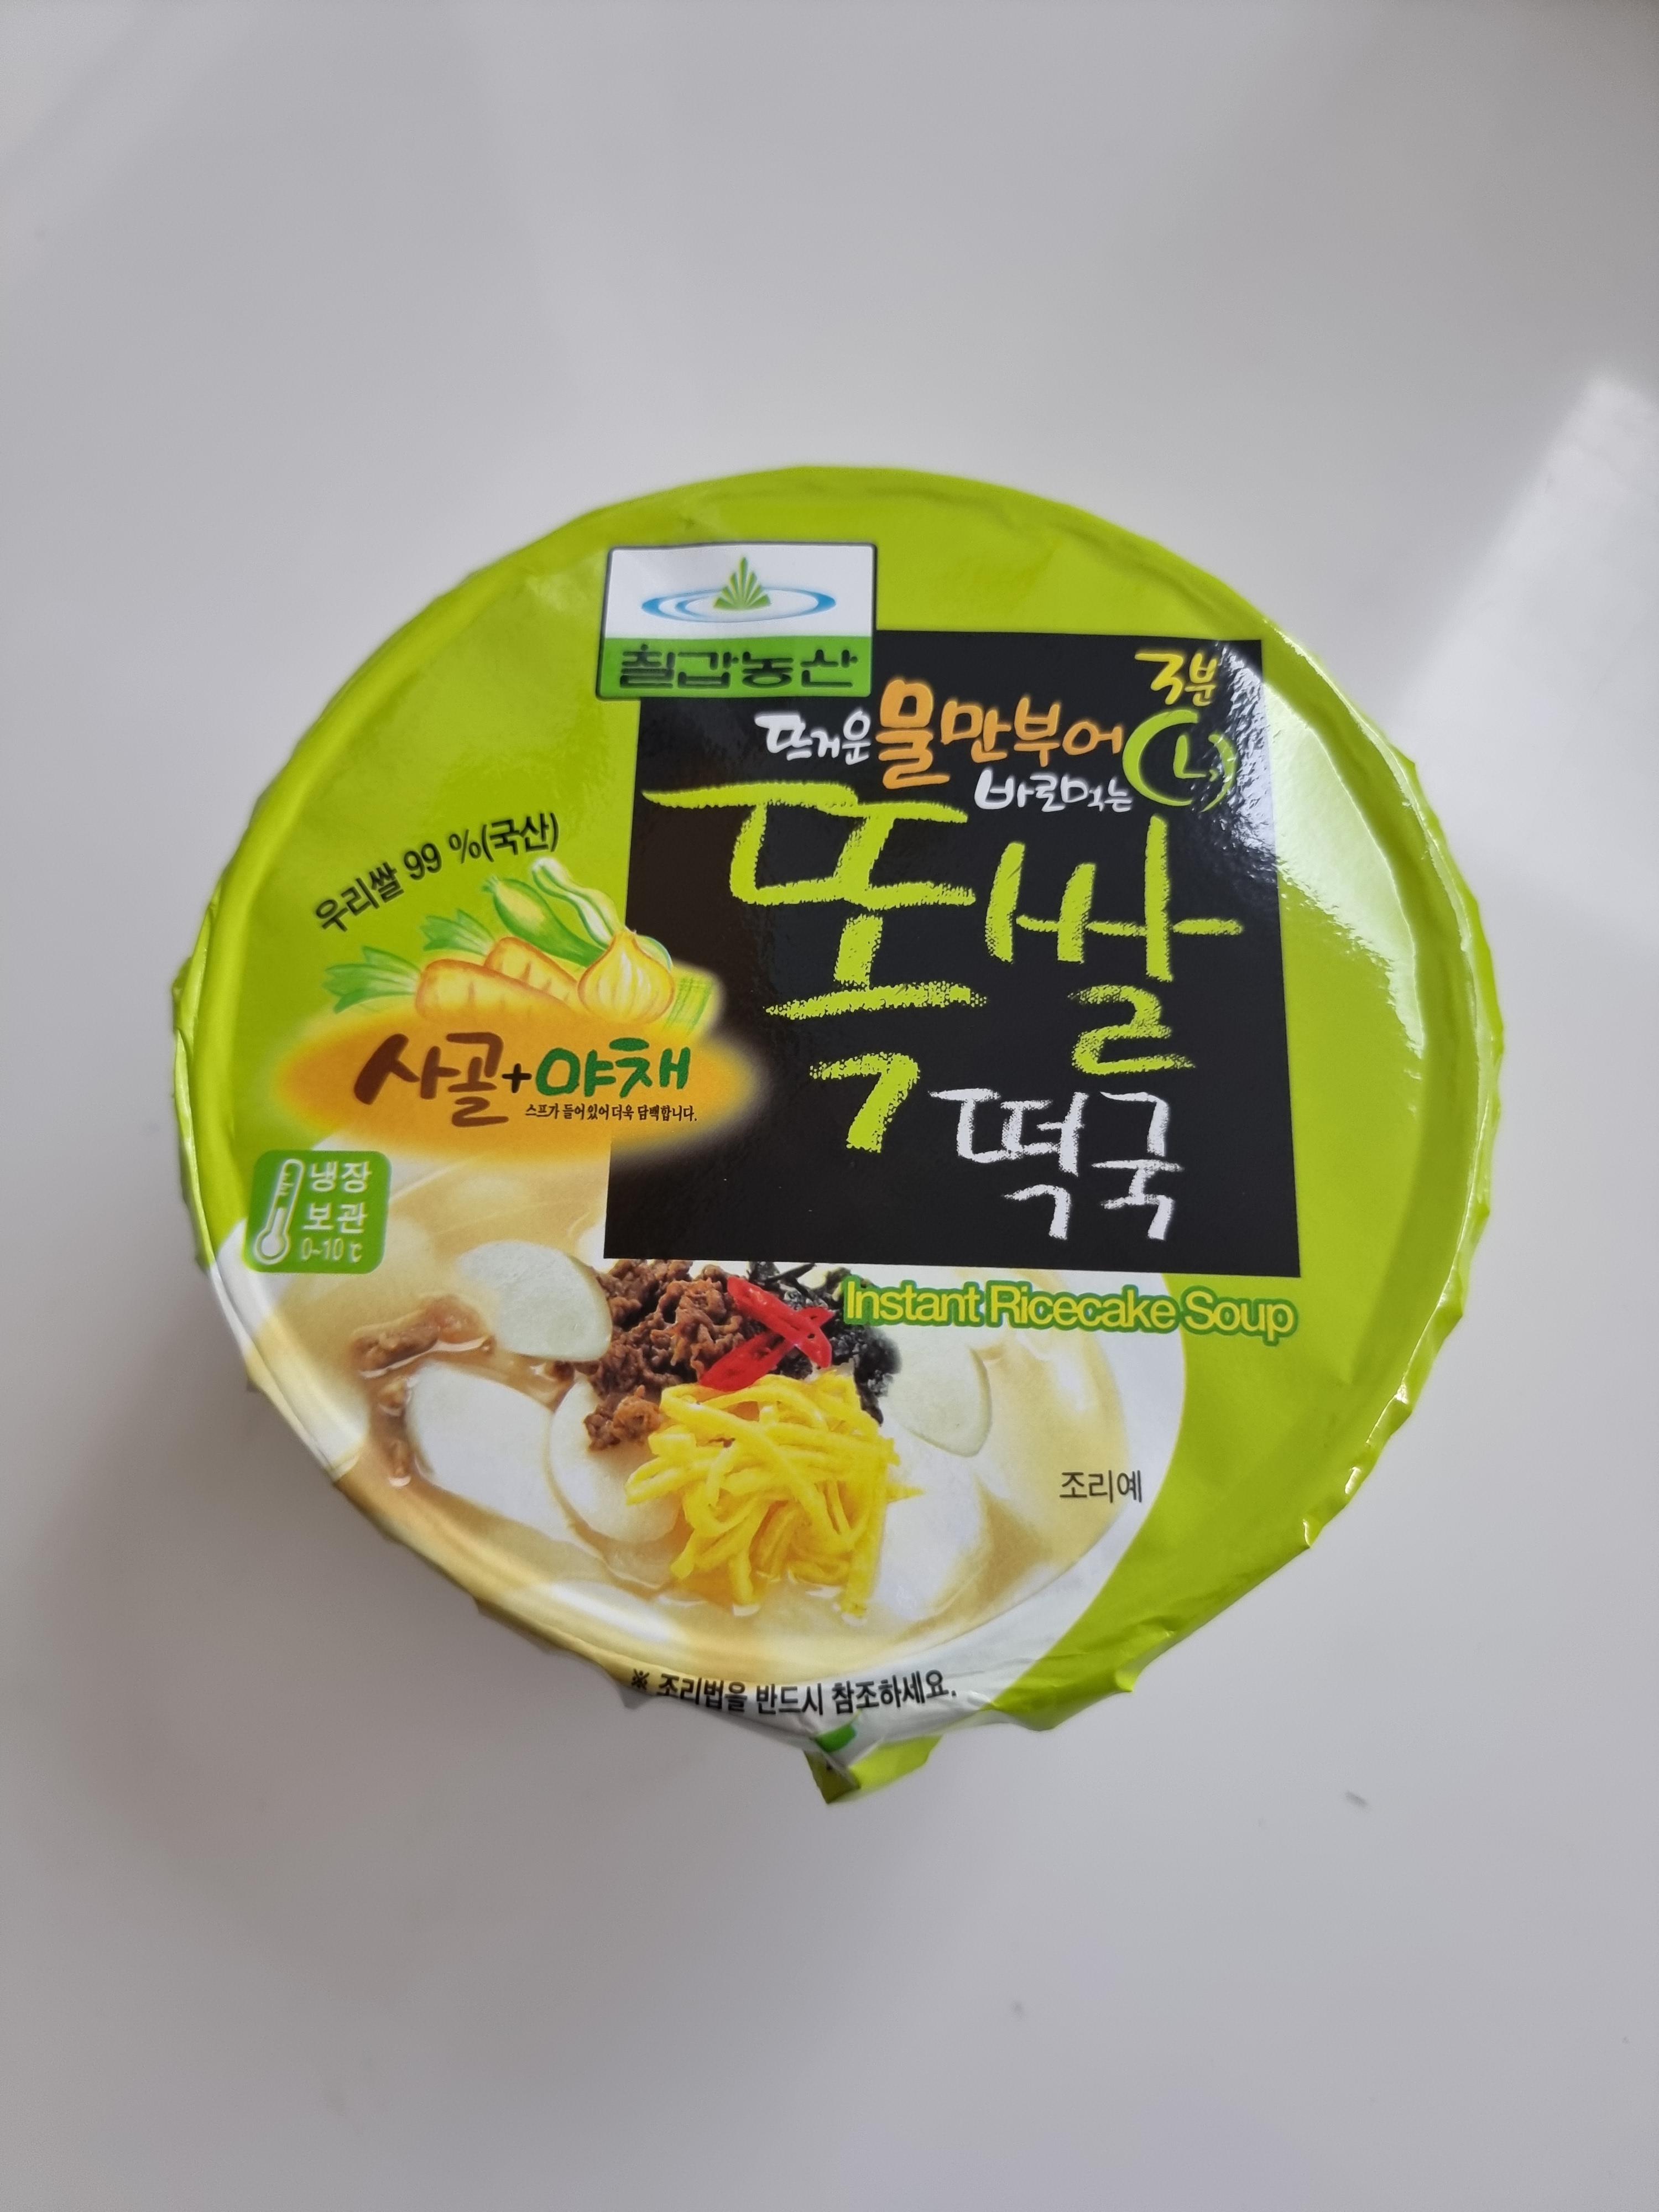 칠갑농산
3분
뜨거운 물만부어
바로먹는
똑쌀
떡국
Instant Ricecake Soup
우리쌀 99 %(국산)
사골+야채
스프가 들어있어 더욱 담백합니다.
냉장
보관
0~10℃
조리예
※ 조리법을 반드시 참조하세요.